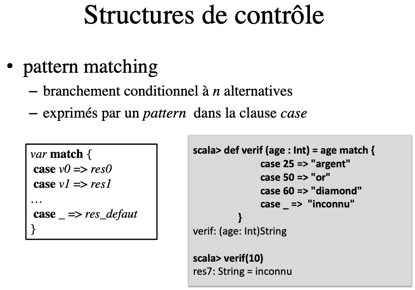 Structures de contrôle
• pattern matching
– branchement conditionnel à n alternatives
– exprimés par un pattern dans la clause case
var match {
case v0 => res0
case v1 => res1
…
case _ => res_defaut
}
scala> def verif (age : Int) = age match {
case 25 => "argent"
case 50 => "or"
case 60 => "diamond"
case _ => "inconnu"
}
verif: (age: Int)String
scala> verif(10)
res7: String = inconnu